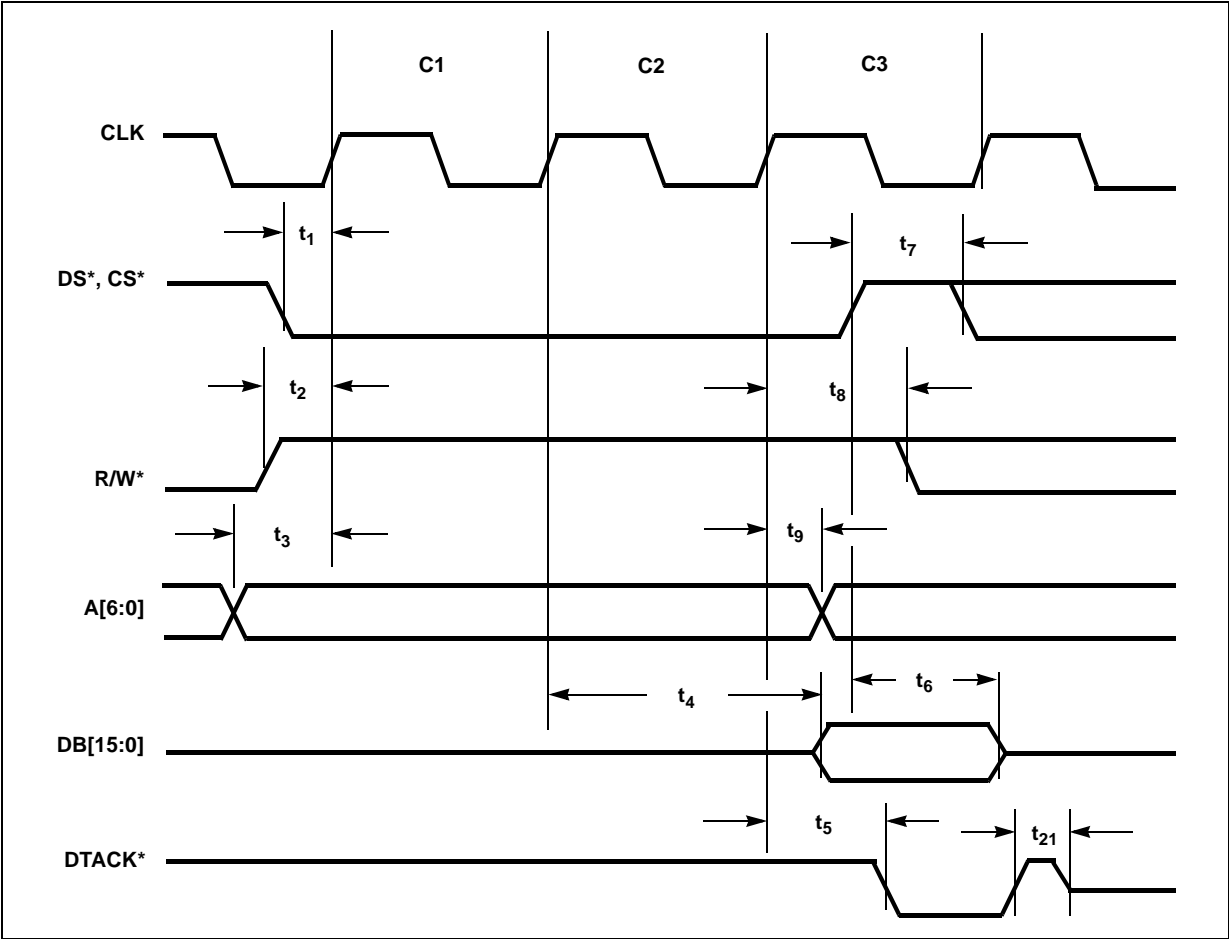 C1 C2 C3
CLK
t1
t7
DS*, CS*
t2
t8
R/W*
t3
t9
A[6:0]
t6
t4
DB[15:0]
t5
t21
DTACK*